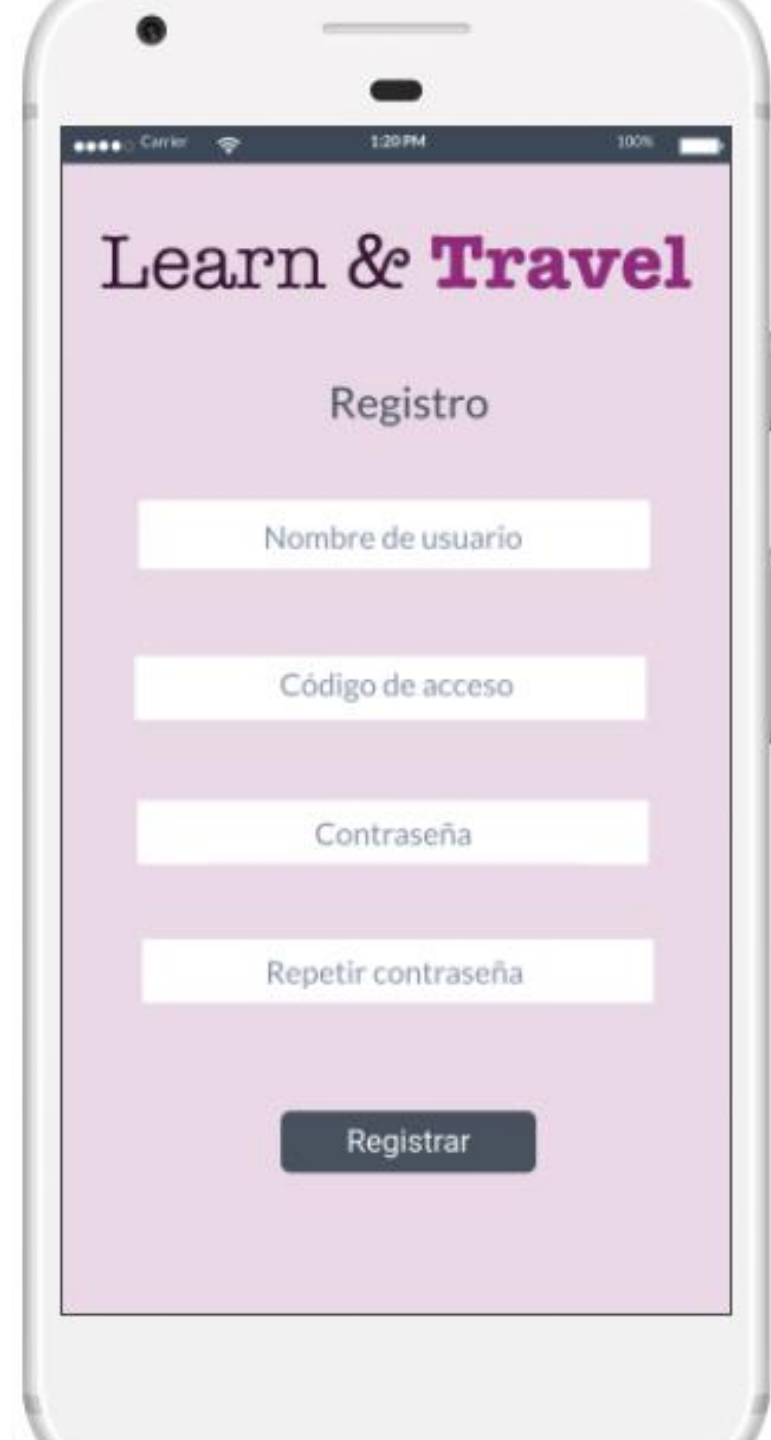 Carrier 1:20 PM 100%
Learn & Travel
Registro
Nombre de usuario
Código de acceso
Contraseña
Repetir contraseña
Registrar